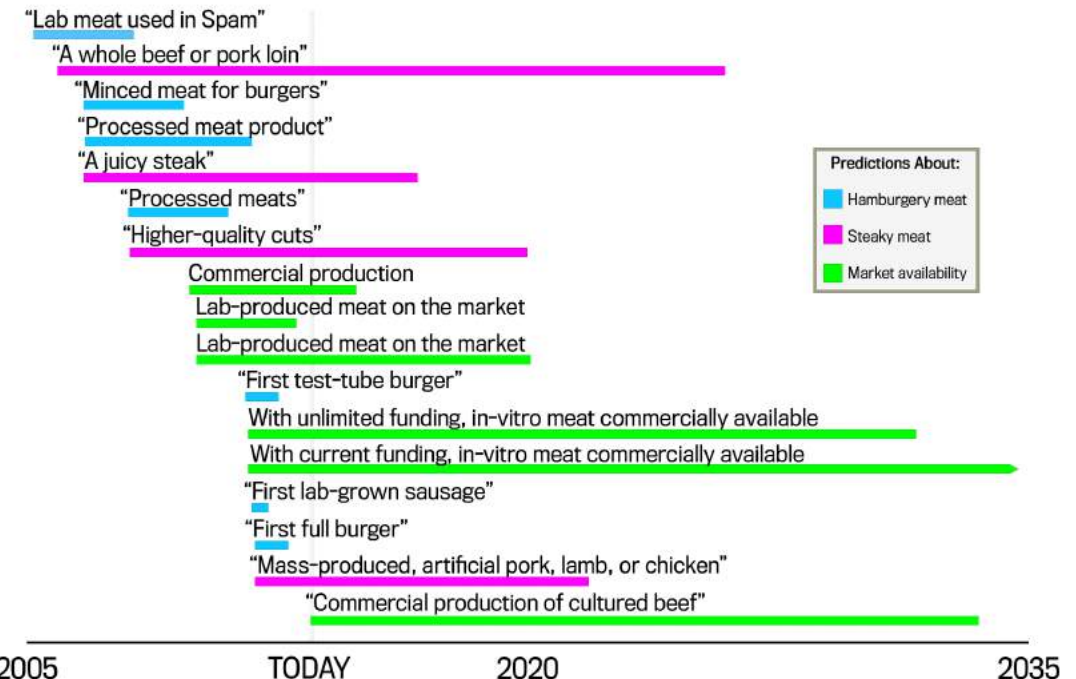 “Lab meat used in Spam”
“A whole beef or pork loin”
“Minced meat for burgers”
“Processed meat product”
“A juicy steak”
“Processed meats”
“Higher-quality cuts”
Commercial production
Lab-produced meat on the market
Lab-produced meat on the market
“First test-tube burger”
With unlimited funding, in-vitro meat commercially available
With current funding, in-vitro meat commercially available
“First lab-grown sausage”
“First full burger”
“Mass-produced, artificial pork, lamb, or chicken”
“Commercial production of cultured beef”
Predictions About:
Hamburgery meat
Steaky meat
Market availability
2005 TODAY 2020 2035